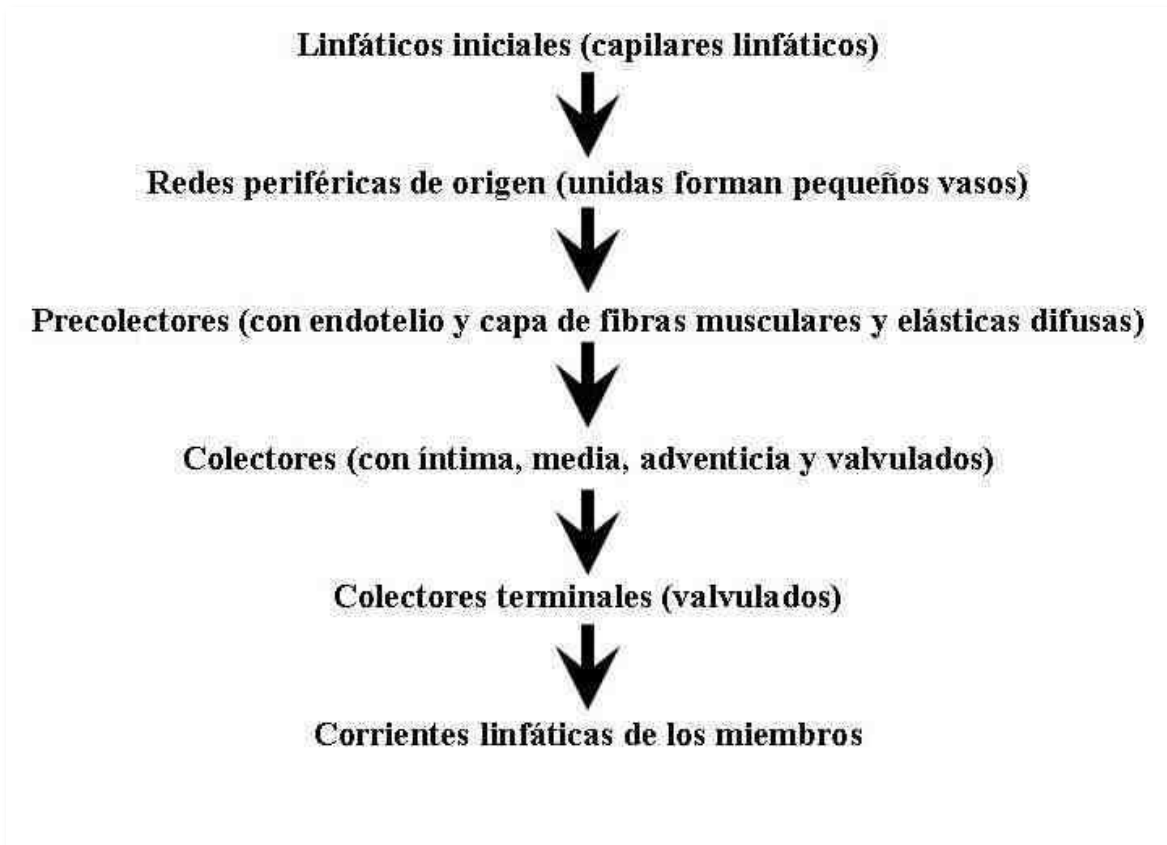 Linfáticos iniciales (capilares linfáticos)
Redes periféricas de origen (unidas forman pequeños vasos)
Precolectores (con endotelio y capa de fibras musculares y elásticas difusas)
Colectores (con íntima, media, adventicia y valvulados)
Colectores terminales (valvulados)
Corrientes linfáticas de los miembros